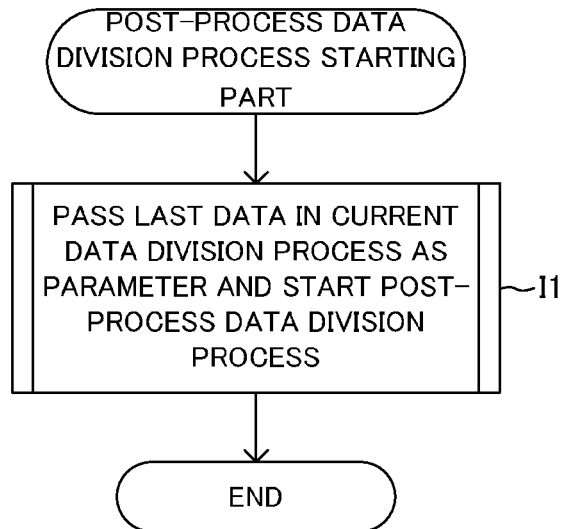 POST-PROCESS DATA
DIVISION PROCESS STARTING
PART
PASS LAST DATA IN CURRENT
DATA DIVISION PROCESS AS
PARAMETER AND START POST-
PROCESS DATA DIVISION
PROCESS
I1
END